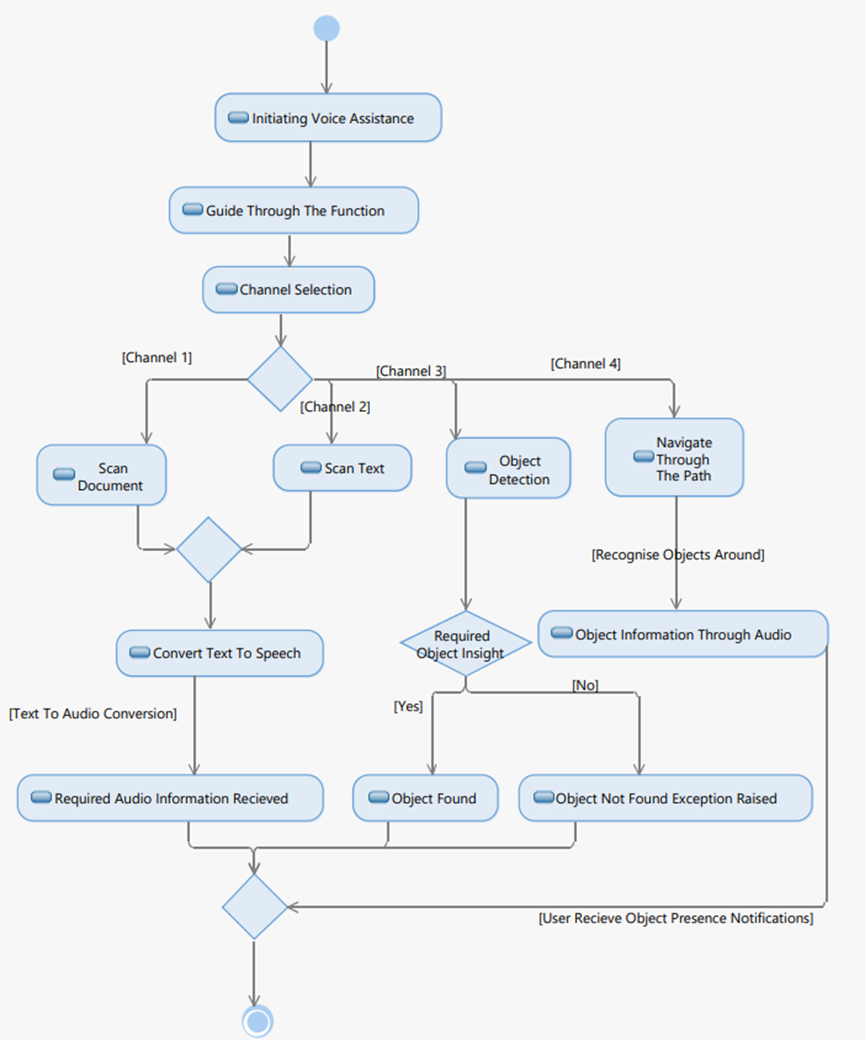 Initiating Voice Assistance
Guide Through The Function
Channel Selection
[Channel 1]
[Channel 3]
[Channel 4]
[Channel 2]
Scan
Document
Scan Text
Object
Detection
Navigate
Through
The Path
[Recognise Objects Around]
Convert Text To Speech
Required
Object Insight
Object Information Through Audio
[Text To Audio Conversion]
[Yes]
[No]
Required Audio Information Recieved
Object Found
Object Not Found Exception Raised
[User Recieve Object Presence Notifications]